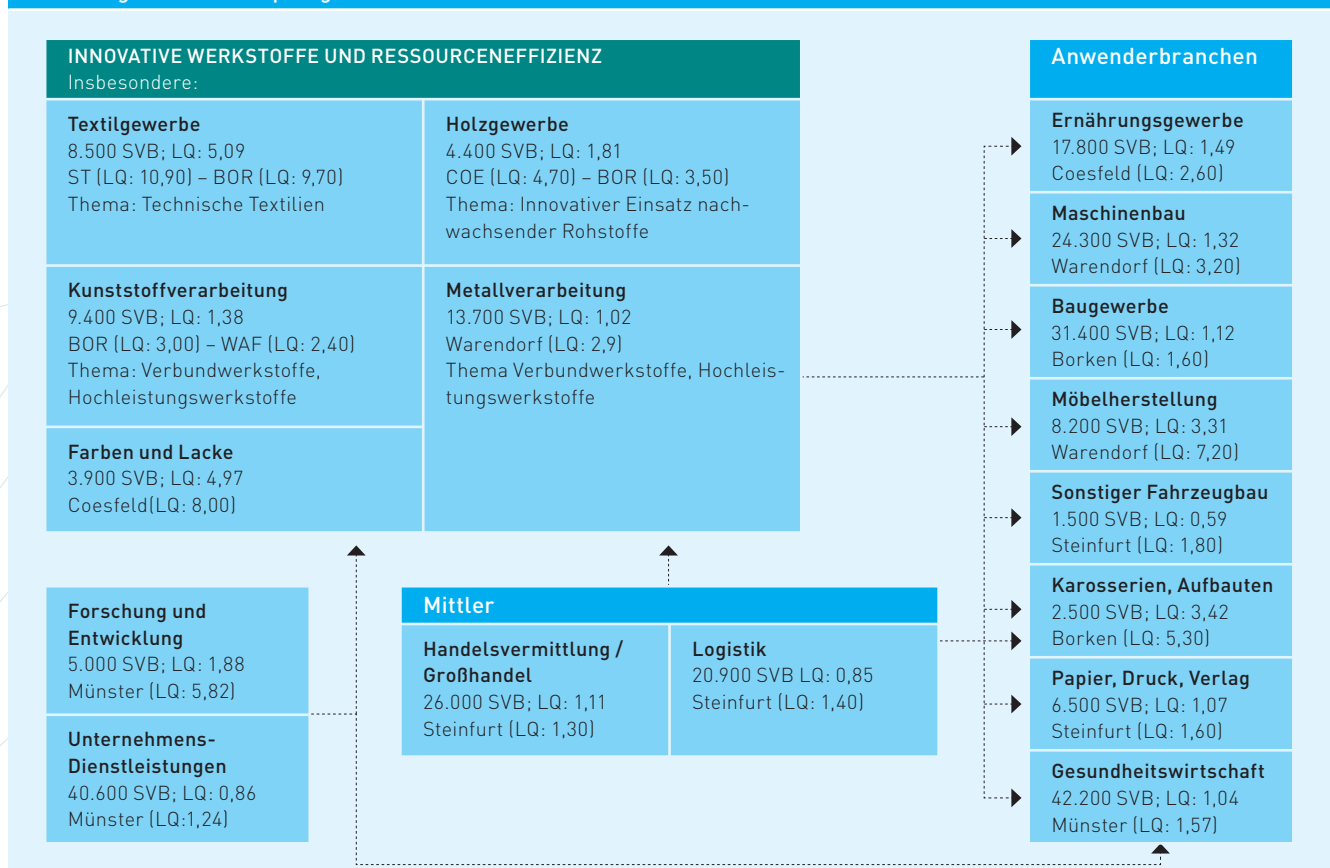 INNOVATIVE WERKSTOFFE UND RESSOURCENEFFIZIENZ
Insbesondere:
Textilgewerbe
8.500 SVB; LQ: 5,09
ST (LQ: 10,90) – BOR (LQ: 9,70)
Thema: Technische Textilien
Holzgewerbe
4.400 SVB; LQ: 1,81
COE (LQ: 4,70) – BOR (LQ: 3,50)
Thema: Innovativer Einsatz nach-
wachsender Rohstoffe
Kunststoffverarbeitung
9.400 SVB; LQ: 1,38
BOR (LQ: 3,00) – WAF (LQ: 2,40)
Thema: Verbundwerkstoffe,
Hochleistungswerkstoffe
Metallverarbeitung
13.700 SVB; LQ: 1,02
Warendorf (LQ: 2,9)
Thema Verbundwerkstoffe, Hochleis-
tungswerkstoffe
Farben und Lacke
3.900 SVB; LQ: 4,97
Coesfeld(LQ: 8,00)
Forschung und
Entwicklung
5.000 SVB; LQ: 1,88
Münster (LQ: 5,82)
Unternehmens-
Dienstleistungen
40.600 SVB; LQ: 0,86
Münster (LQ:1,24)
Mittler
Handelsvermittlung /
Großhandel
26.000 SVB; LQ: 1,11
Steinfurt (LQ: 1,30)
Logistik
20.900 SVB LQ: 0,85
Steinfurt (LQ: 1,40)
Anwenderbranchen
Ernährungsgewerbe
17.800 SVB; LQ: 1,49
Coesfeld (LQ: 2,60)
Maschinenbau
24.300 SVB; LQ: 1,32
Warendorf (LQ: 3,20)
Baugewerbe
31.400 SVB; LQ: 1,12
Borken (LQ: 1,60)
Möbelherstellung
8.200 SVB; LQ: 3,31
Warendorf (LQ: 7,20)
Sonstiger Fahrzeugbau
1.500 SVB; LQ: 0,59
Steinfurt (LQ: 1,80)
Karosserien, Aufbauten
2.500 SVB; LQ: 3,42
Borken (LQ: 5,30)
Papier, Druck, Verlag
6.500 SVB; LQ: 1,07
Steinfurt (LQ: 1,60)
Gesundheitswirtschaft
42.200 SVB; LQ: 1,04
Münster (LQ: 1,57)